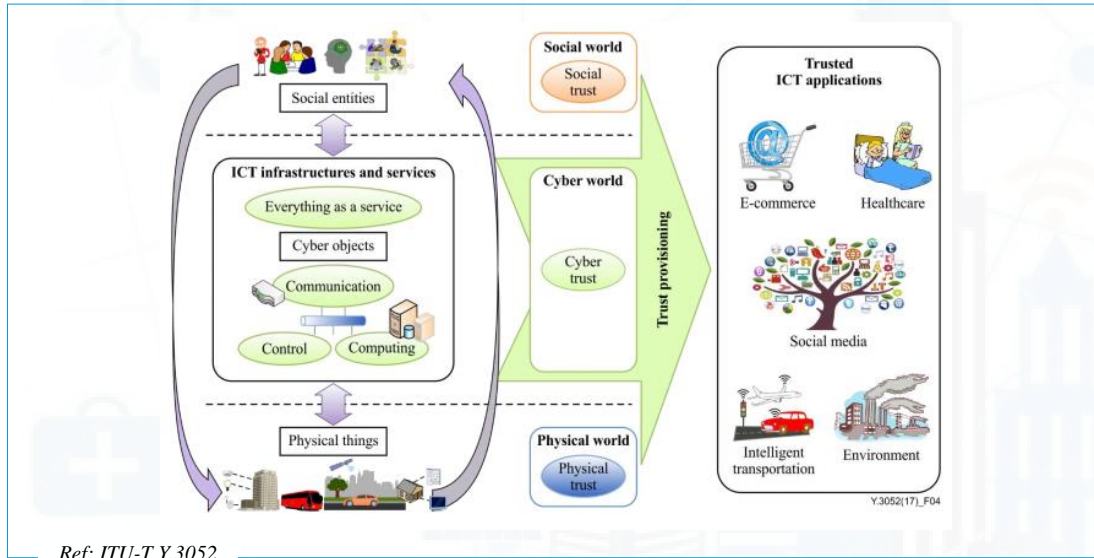 Social entities
ICT infrastructures and services
Everything as a service
Cyber objects
Communication
Control
Computing
Physical things
Social world
Social
trust
Cyber world
Cyber
trust
Physical world
Physical
trust
Trust provisioning
Trusted
ICT applications
@
E-commerce
Healthcare
Social media
Intelligent
transportation
Environment
Y.3052(17)_F04
Ref: ITU-T Y.3052